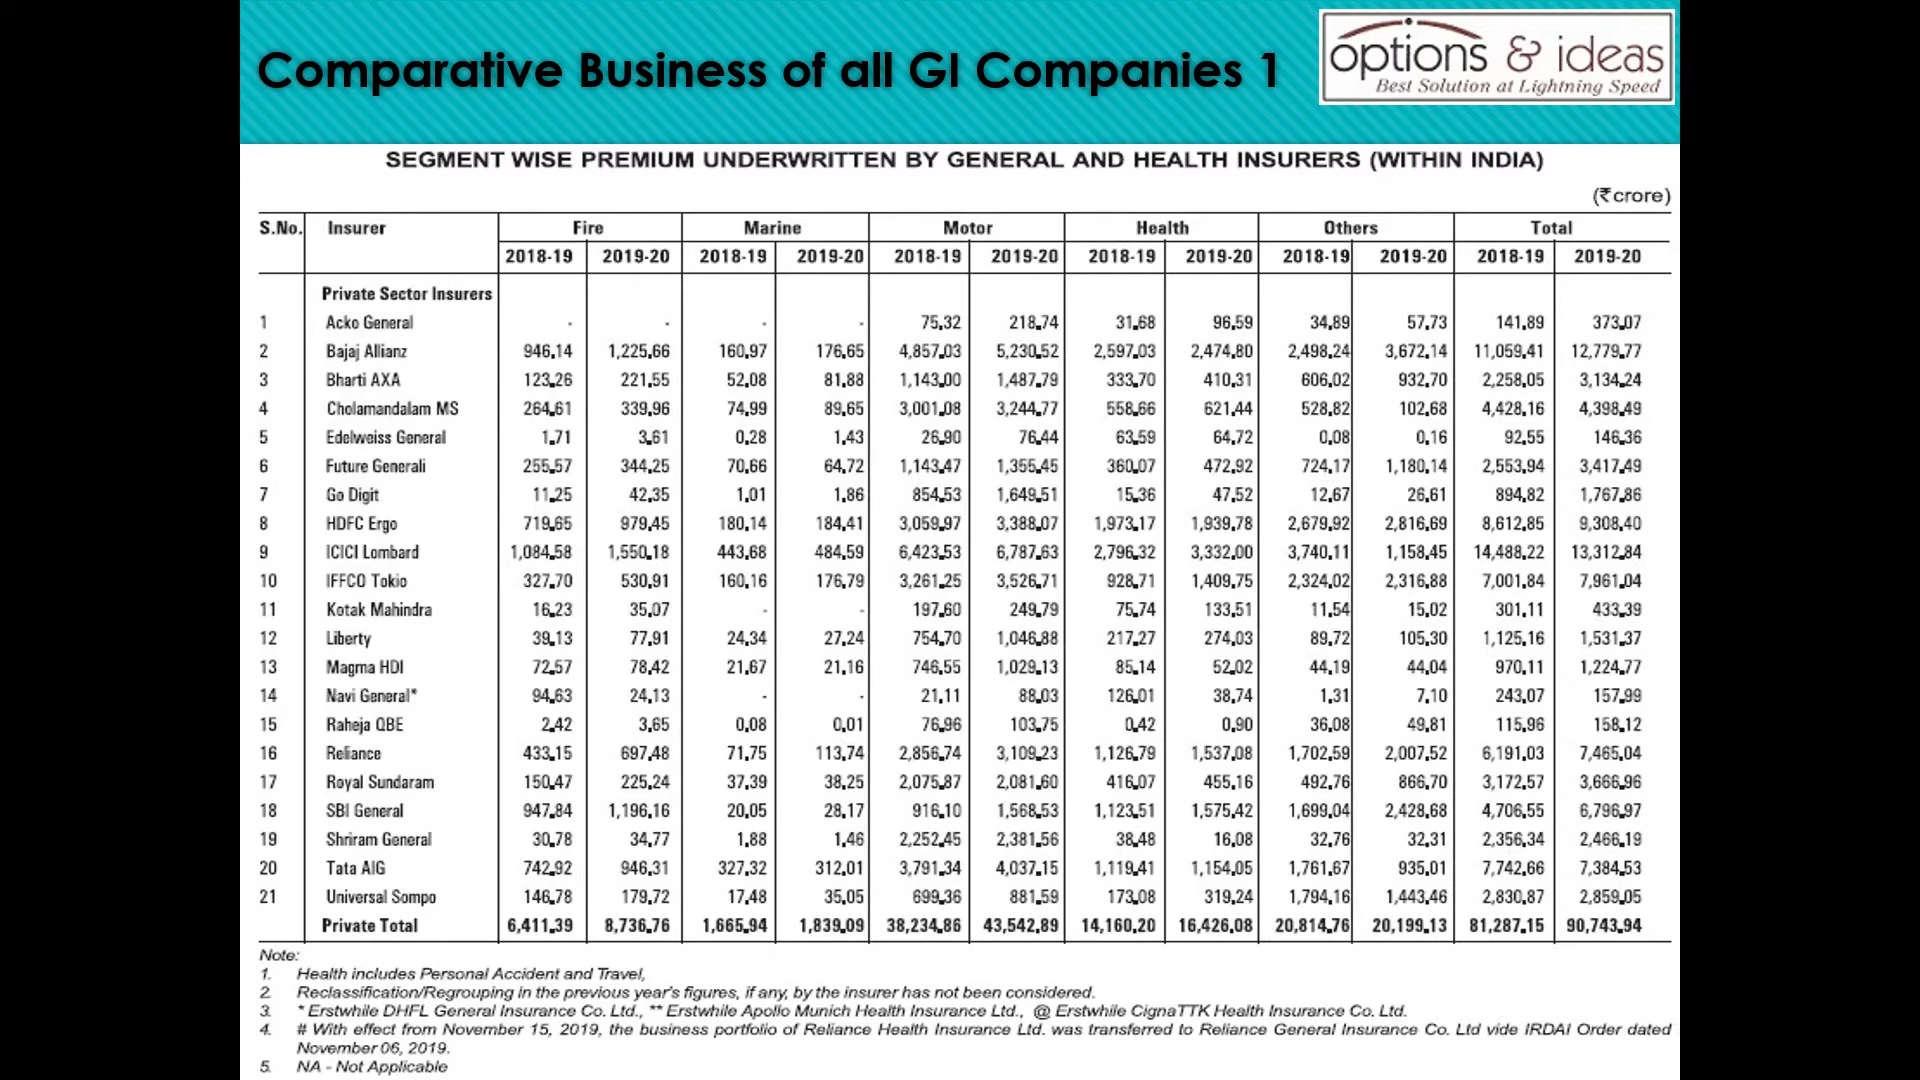 Comparative Business of all GI Companies 1
options & ideas
Best Solution at Lightning Speed
SEGMENT WISE PREMIUM UNDERWRITTEN BY GENERAL AND HEALTH INSURERS (WITHIN INDIA)
(₹ crore)
S.No. Insurer Fire Marine Motor Health Others Total
2018-19 2019-20 2018-19 2019-20 2018-19 2019-20 2018-19 2019-20 2018-19 2019-20 2018-19 2019-20
Private Sector Insurers
1 Acko General - - - - 75.32 218.74 31.68 96.59 34.89 57.73 141.89 373.07
2 Bajaj Allianz 946.14 1,225.66 160.97 176.65 4,857.03 5,230.52 2,597.03 2,474.80 2,498.24 3,672.14 11,059.41 12,779.77
3 Bharti AXA 123.26 221.55 52.08 81.88 1,143.00 1,487.79 333.70 410.31 606.02 932.70 2,258.05 3,134.24
4 Cholamandalam MS 264.61 339.96 74.99 89.65 3,001.08 3,244.77 558.66 621.44 528.82 102.68 4,428.16 4,398.49
5 Edelweiss General 1.71 3.61 0.28 1.43 26.90 76.44 63.59 64.72 0.08 0.16 92.55 146.36
6 Future Generali 255.57 344.25 70.66 64.72 1,143.47 1,355.45 360.07 472.92 724.17 1,180.14 2,553.94 3,417.49
7 Go Digit 11.25 42.35 1.01 1.86 854.53 1,649.51 15.36 47.52 12.67 26.61 894.82 1,767.86
8 HDFC Ergo 719.65 979.45 180.14 184.41 3,059.97 3,388.07 1,973.17 1,939.78 2,679.92 2,816.69 8,612.85 9,308.40
9 ICICI Lombard 1,084.58 1,550.18 443.68 484.59 6,423.53 6,787.63 2,796.32 3,332.00 3,740.11 1,158.45 14,488.22 13,312.84
10 IFFCO Tokio 327.70 530.91 160.16 176.79 3,261.25 3,526.71 928.71 1,409.75 2,324.02 2,316.88 7,001.84 7,961.04
11 Kotak Mahindra 16.23 35.07 - - 197.60 249.79 75.74 133.51 11.54 15.02 301.11 433.39
12 Liberty 39.13 77.91 24.34 27.24 754.70 1,046.88 217.27 274.03 89.72 105.30 1,125.16 1,531.37
13 Magma HDI 72.57 78.42 21.67 21.16 746.55 1,029.13 85.14 52.02 44.19 44.04 970.11 1,224.77
14 Navi General* 94.63 24.13 - - 21.11 88.03 126.01 38.74 1.31 7.10 243.07 157.99
15 Raheja QBE 2.42 3.65 0.08 0.01 76.96 103.75 0.42 0.90 36.08 49.81 115.96 158.12
16 Reliance 433.15 697.48 71.75 113.74 2,856.74 3,109.23 1,126.79 1,537.08 1,702.59 2,007.52 6,191.03 7,465.04
17 Royal Sundaram 150.47 225.24 37.39 38.25 2,075.87 2,081.60 416.07 455.16 492.76 866.70 3,172.57 3,666.96
18 SBI General 947.84 1,196.16 20.05 28.17 916.10 1,568.53 1,123.51 1,575.42 1,699.04 2,428.68 4,706.55 6,796.97
19 Shriram General 30.78 34.77 1.88 1.46 2,252.45 2,381.56 38.48 16.08 32.76 32.31 2,356.34 2,466.19
20 Tata AIG 742.92 946.31 327.32 312.01 3,791.34 4,037.15 1,119.41 1,154.05 1,761.67 935.01 7,742.66 7,384.53
21 Universal Sompo 146.78 179.72 17.48 35.05 699.36 881.59 173.08 319.24 1,794.16 1,443.46 2,830.87 2,859.05
Private Total 6,411.39 8,736.76 1,665.94 1,839.09 38,234.86 43,542.89 14,160.20 16,426.08 20,814.76 20,199.13 81,287.15 90,743.94
Note:
1. Health includes Personal Accident and Travel,
2. Reclassification/Regrouping in the previous year's figures, if any, by the insurer has not been considered.
3. * Erstwhile DHFL General Insurance Co. Ltd., ** Erstwhile Apollo Munich Health Insurance Ltd., @ Erstwhile CignaTTK Health Insurance Co. Ltd.
4. # With effect from November 15, 2019, the business portfolio of Reliance Health Insurance Ltd. was transferred to Reliance General Insurance Co. Ltd vide IRDAI Order dated
November 06, 2019.
5. NA - Not Applicable